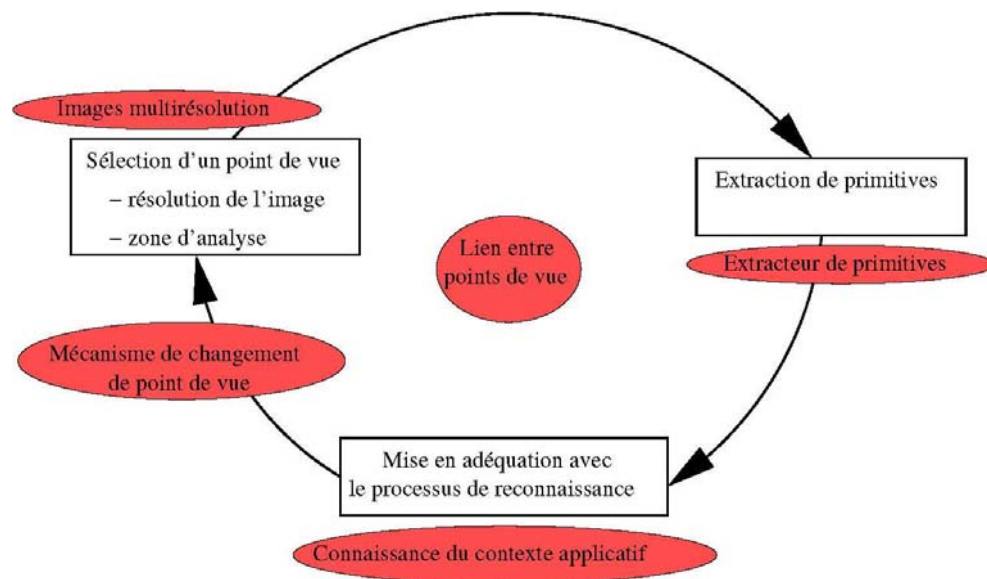 Images multirésolution
Sélection d'un point de vue
– résolution de l'image
– zone d'analyse
Extraction de primitives
Extracteur de primitives
Lien entre
points de vue
Mécanisme de changement
de point de vue
Mise en adéquation avec
le processus de reconnaissance
Connaissance du contexte applicatif